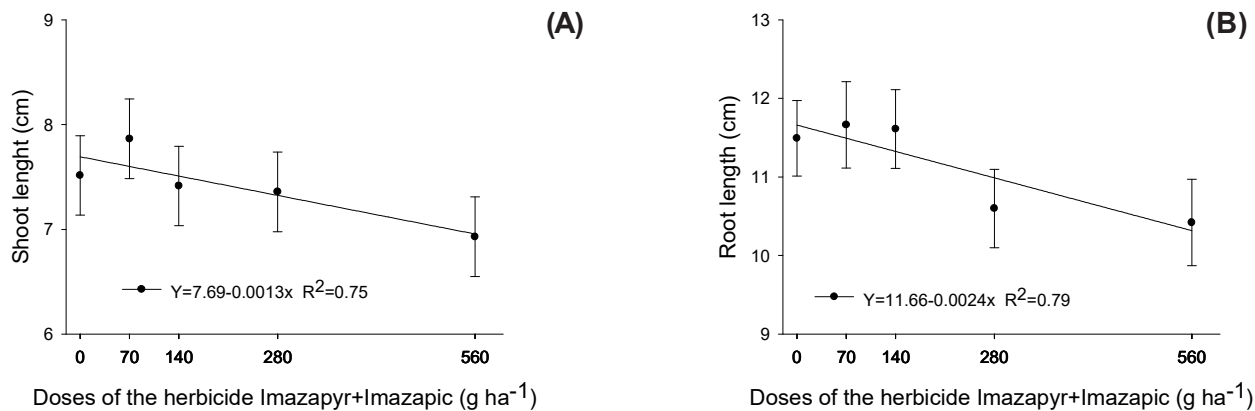 (A)
9
8
7
6
Shoot lenght (cm)
Y=7.69-0.0013x R²=0.75
0 70 140 280 560
Doses of the herbicide Imazapyr+Imazapic (g ha⁻¹)
(B)
13
12
11
10
9
Root length (cm)
Y=11.66-0.0024x R²=0.79
0 70 140 280 560
Doses of the herbicide Imazapyr+Imazapic (g ha⁻¹)